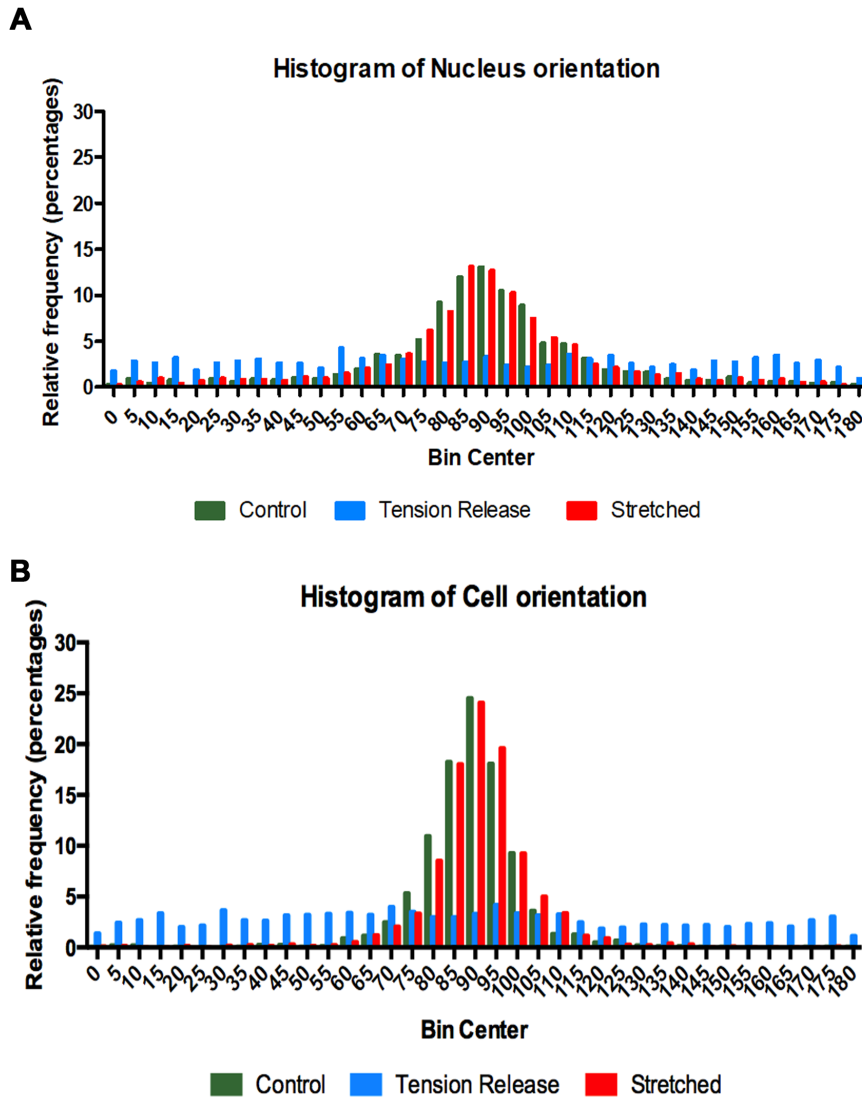 A
Histogram of Nucleus orientation
Relative frequency (percentages)
30
25
20
15
10
5
0
0 5 10 15 20 25 30 35 40 45 50 55 60 65 70 75 80 85 90 95 100 105 110 115 120 125 130 135 140 145 150 155 160 165 170 175 180
Bin Center
Control Tension Release Stretched
B
Histogram of Cell orientation
Relative frequency (percentages)
30
25
20
15
10
5
0
0 5 10 15 20 25 30 35 40 45 50 55 60 65 70 75 80 85 90 95 100 105 110 115 120 125 130 135 140 145 150 155 160 165 170 175 180
Bin Center
Control Tension Release Stretched